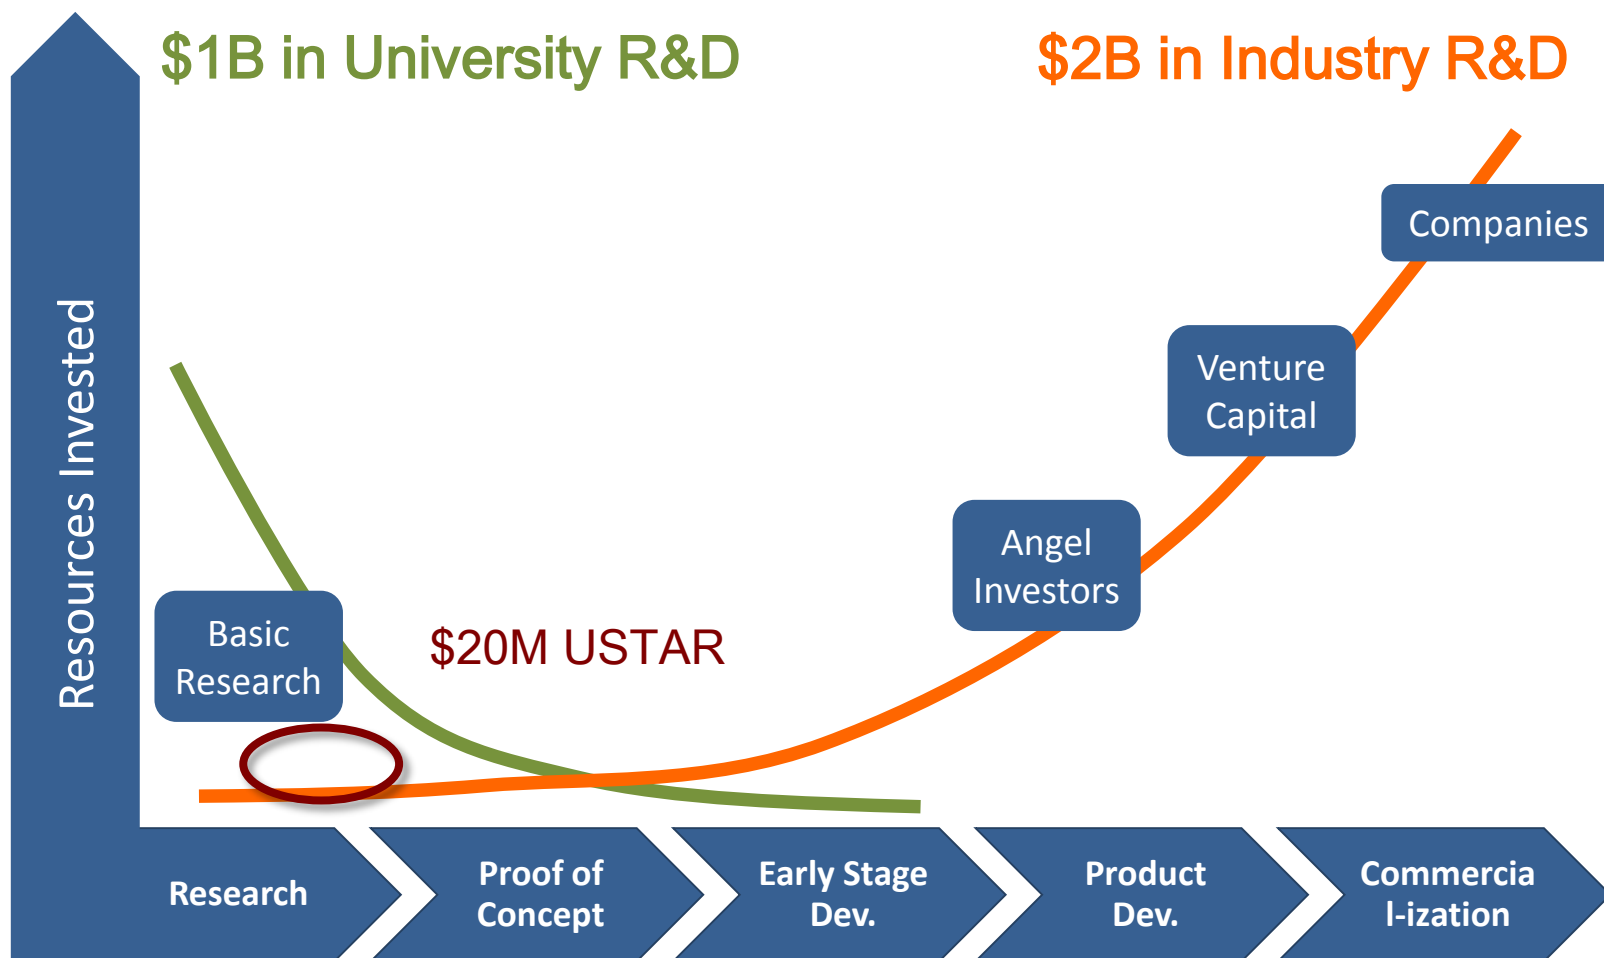 $1B in University R&D
$2B in Industry R&D
Resources Invested
Companies
Venture
Capital
Angel
Investors
Basic
Research
$20M USTAR
Research
Proof of
Concept
Early Stage
Dev.
Product
Dev.
Commercia
l-ization